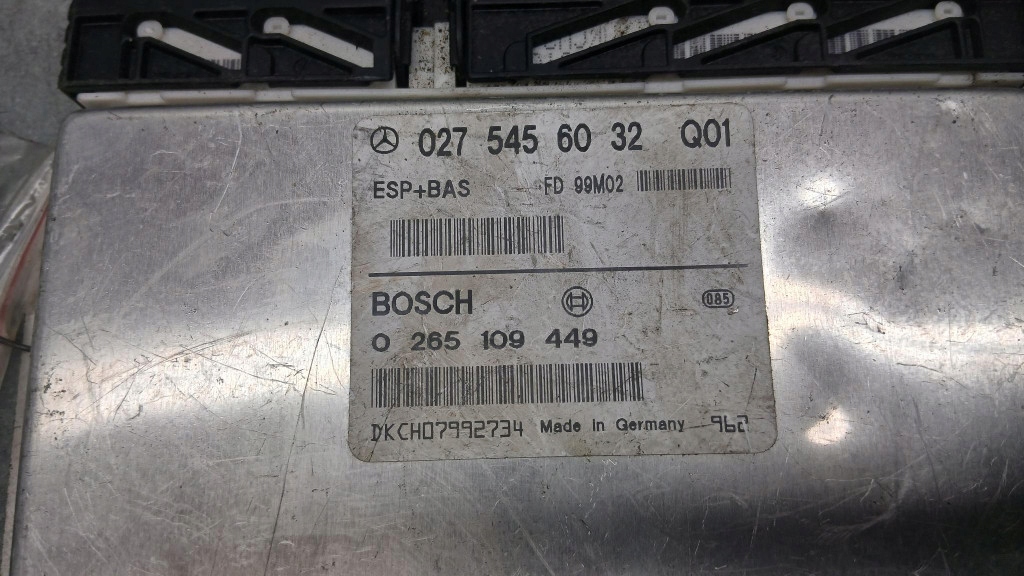 027 545 60 32 Q01
ESP+BAS FD 99M02
BOSCH 085
0 265 109 449
DKCH07992734 Made in Germany 962